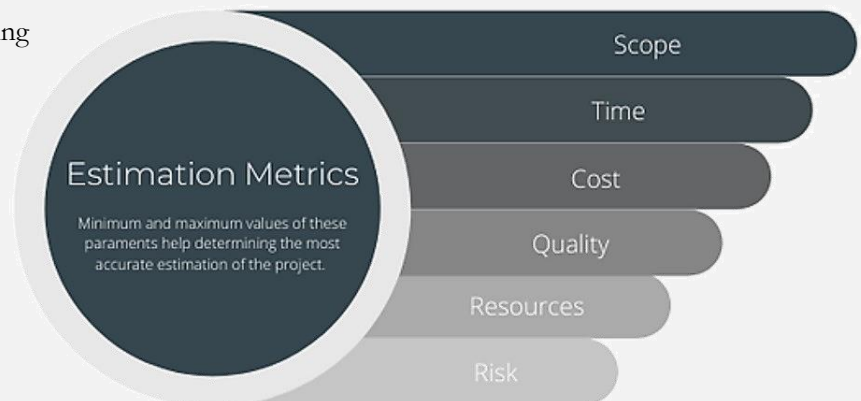 ng
Estimation Metrics
Minimum and maximum values of these
paraments help determining the most
accurate estimation of the project.
Scope
Time
Cost
Quality
Resources
Risk